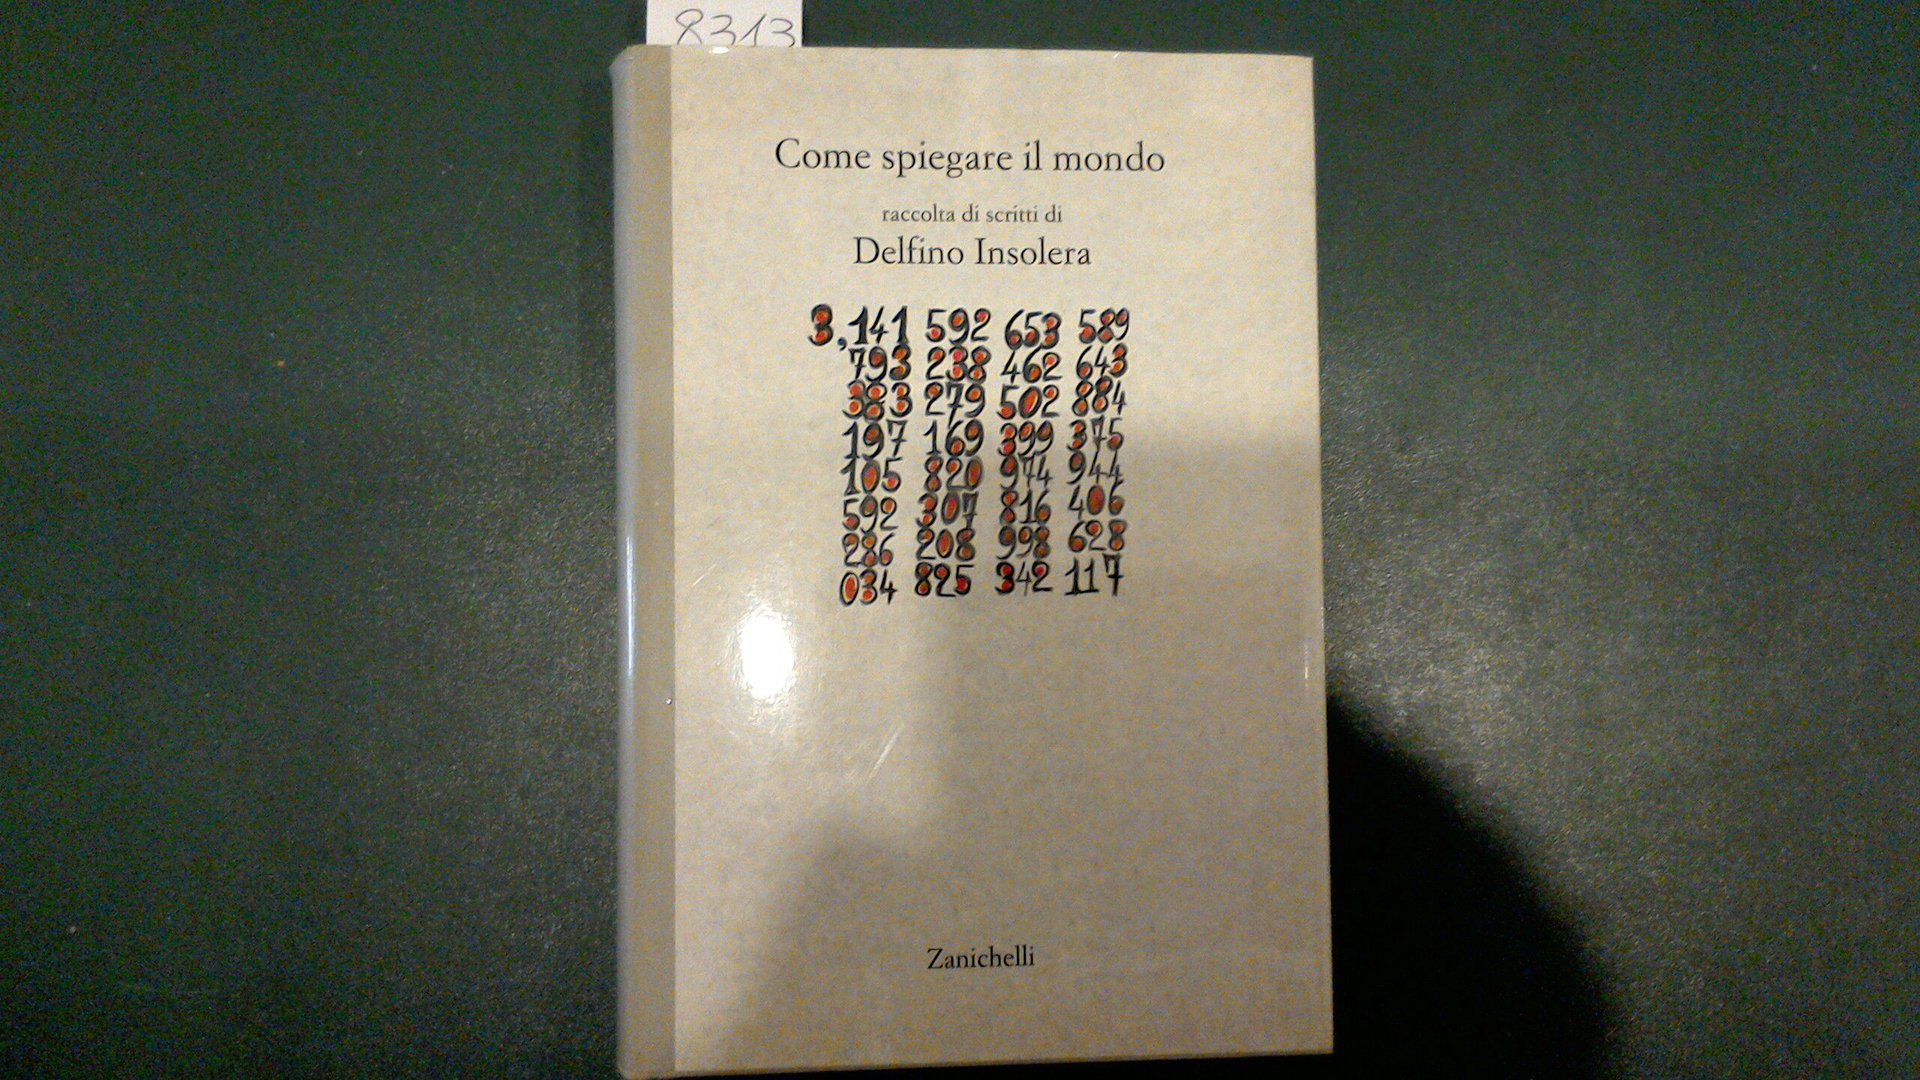 8313
Come spiegare il mondo
raccolta di scritti di
Delfino Insolera
3,141 592 653 589
793 238 462 643
383 279 502 884
197 169 399 375
105 820 974 944
592 307 816 406
286 208 998 628
034 825 342 117
Zanichelli